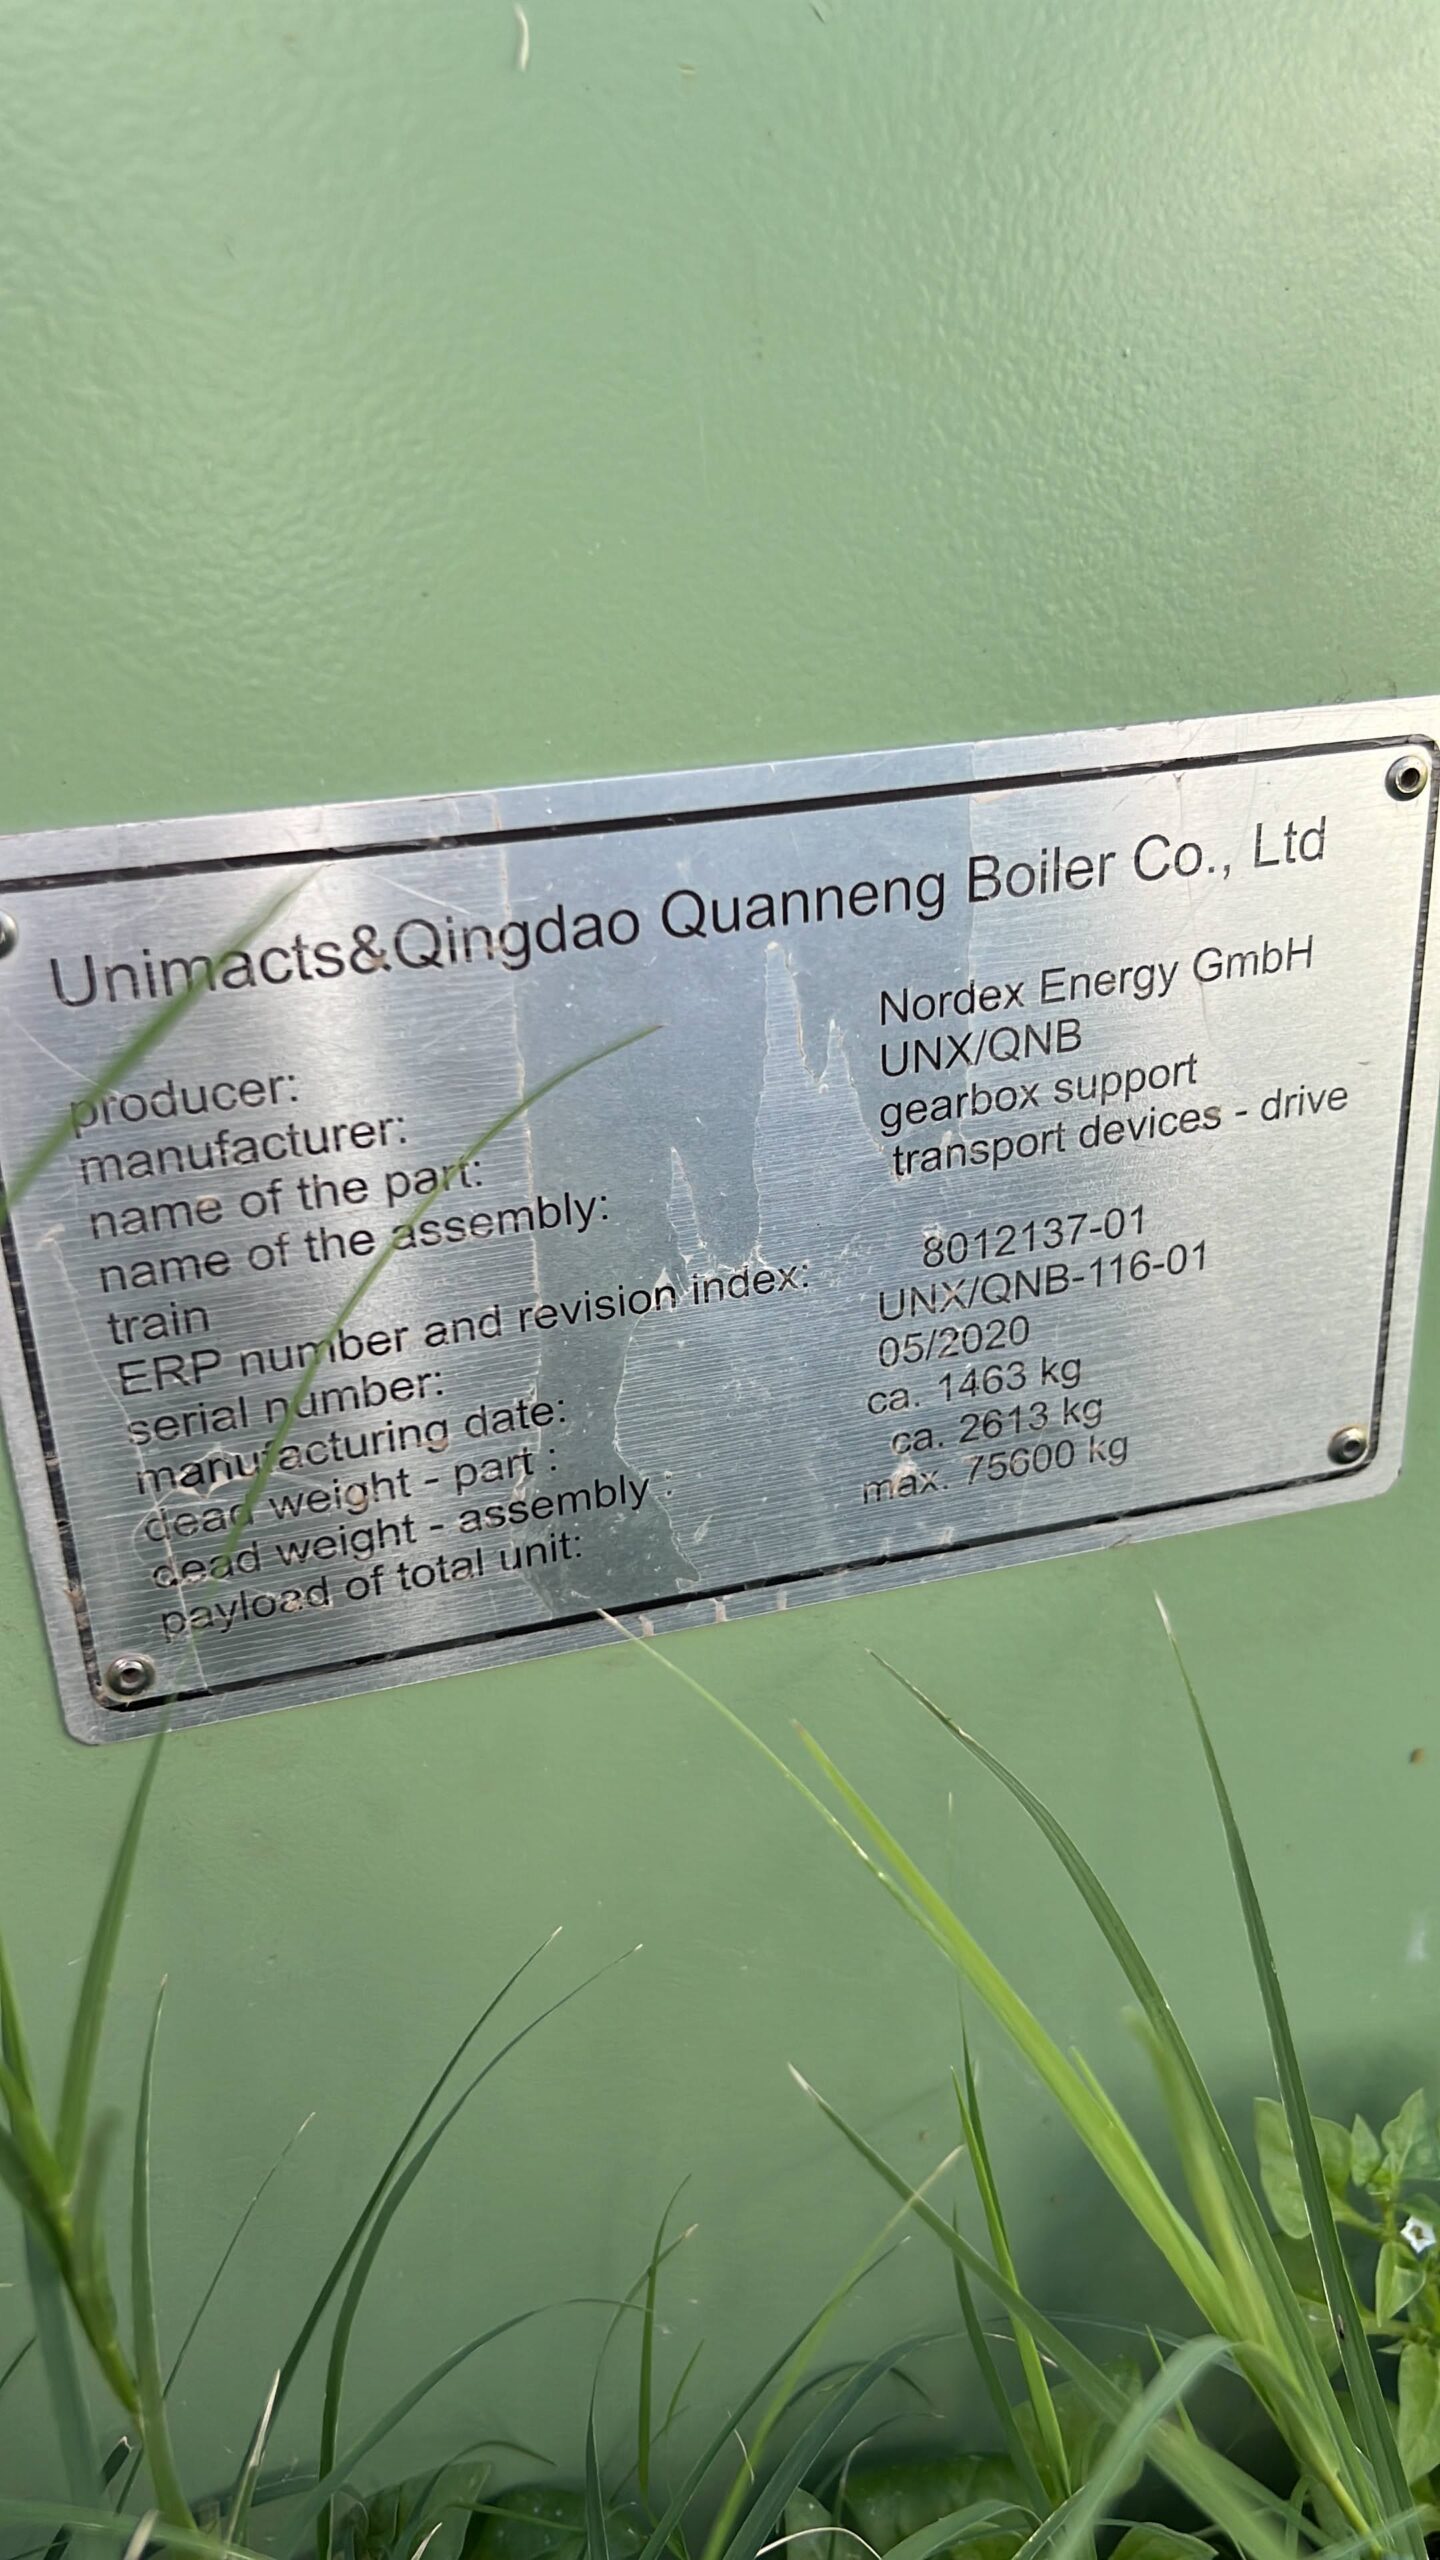 Unimacts&Qingdao Quanneng Boiler Co., Ltd
producer: Nordex Energy GmbH
manufacturer: UNX/QNB
name of the part: gearbox support
name of the assembly: transport devices - drive
train
ERP number and revision index: 8012137-01
serial number: UNX/QNB-116-01
manufacturing date: 05/2020
dead weight - part : ca. 1463 kg
dead weight - assembly : ca. 2613 kg
payload of total unit: max. 75600 kg